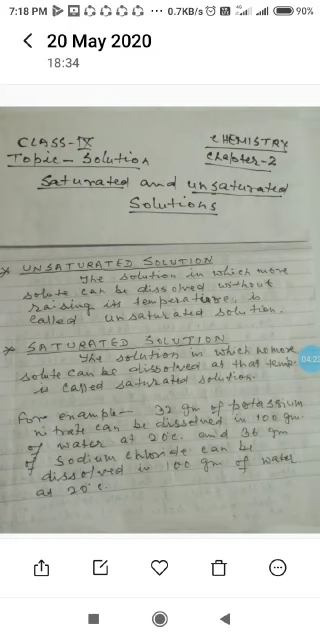 7:18 PM 0.7KB/s 4G 90%
20 May 2020
18:34
CLASS-IX CHEMISTRY
Topic- Solution Chapter-2
Saturated and unsaturated
Solutions
* UNSATURATED SOLUTION
The solution in which more
solute can be dissolved without
raising its temperature, is
called unsaturated solution.
* SATURATED SOLUTION
The solution in which no more
solute can be dissolved at that temp.
is called saturated solution.
04:23
For example- 32 gm of potassium
nitrate can be dissolved in 100 gm.
of water at 20°c. and 36 gm
of Sodium chloride can be
dissolved in 100 gm of water
at 20°c.